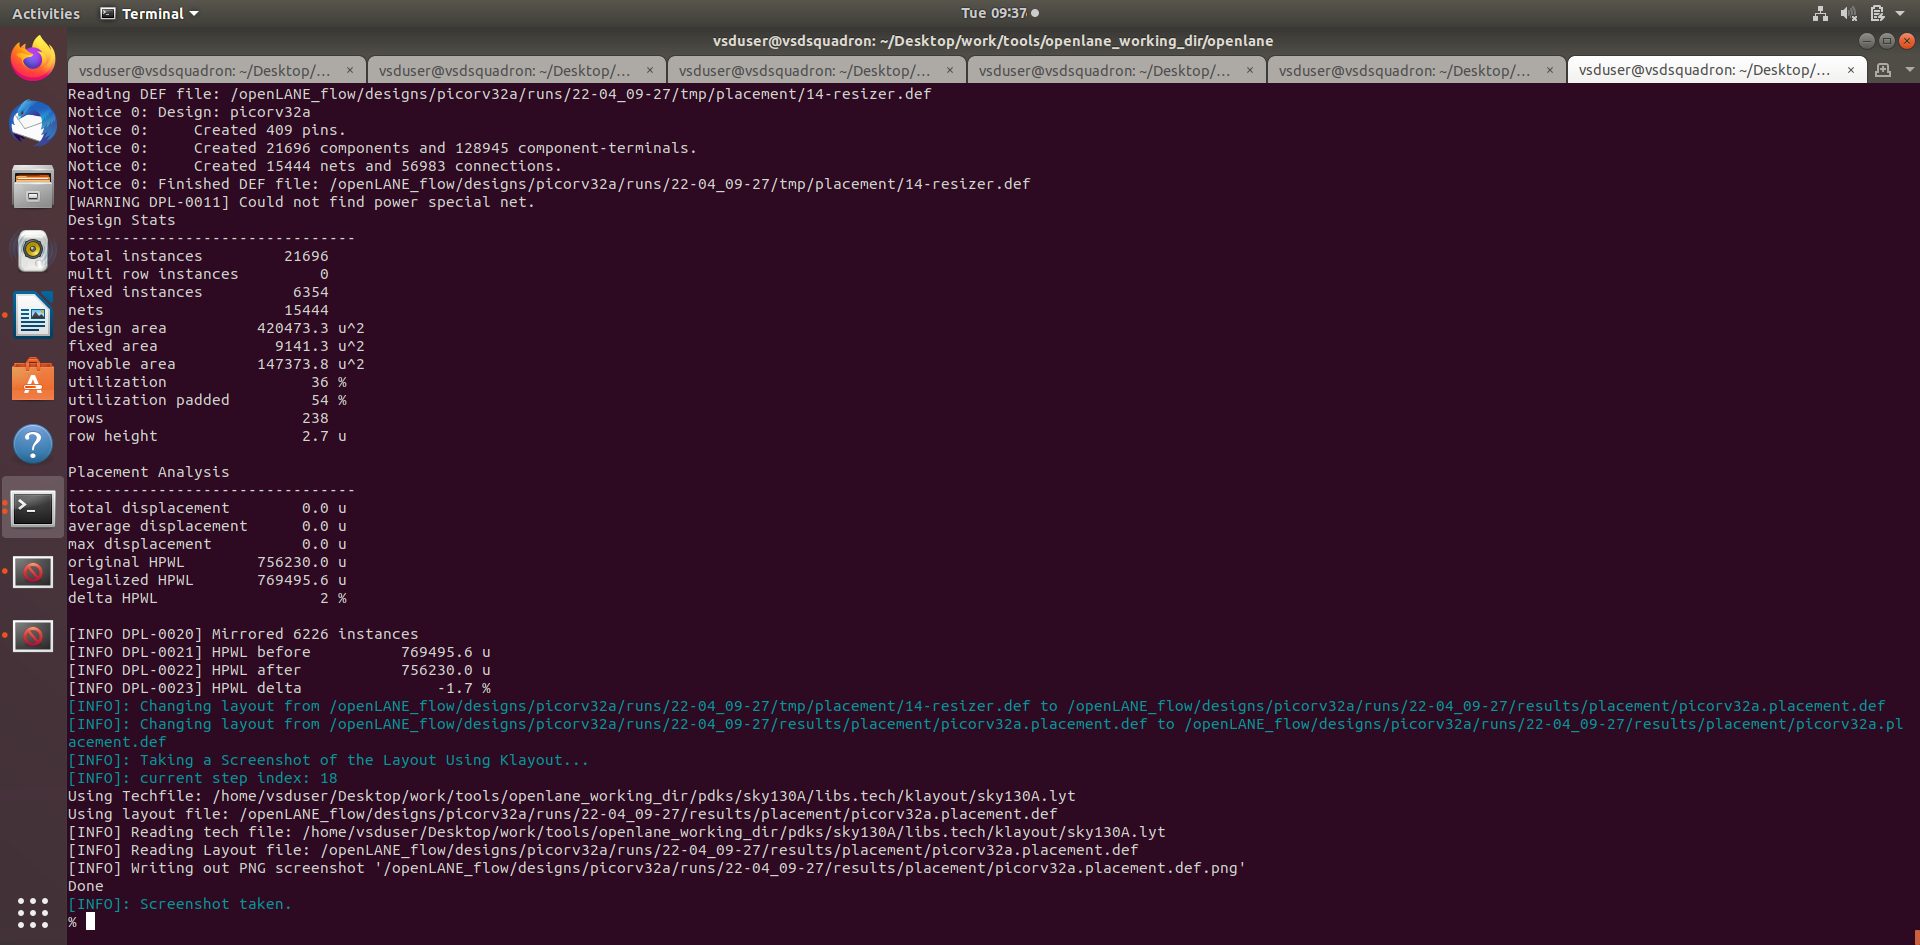 Activities
Terminal
Tue 09:37
vsduser@vsdsquadron: ~/Desktop/work/tools/openlane_working_dir/openlane
vsduser@vsdsquadron: ~/Desktop/... × vsduser@vsdsquadron: ~/Desktop/... × vsduser@vsdsquadron: ~/Desktop/... × vsduser@vsdsquadron: ~/Desktop/... × vsduser@vsdsquadron: ~/Desktop/... × vsduser@vsdsquadron: ~/Desktop/... ×
Reading DEF file: /openLANE_flow/designs/picorv32a/runs/22-04_09-27/tmp/placement/14-resizer.def
Notice 0: Design: picorv32a
Notice 0:     Created 409 pins.
Notice 0:     Created 21696 components and 128945 component-terminals.
Notice 0:     Created 15444 nets and 56983 connections.
Notice 0: Finished DEF file: /openLANE_flow/designs/picorv32a/runs/22-04_09-27/tmp/placement/14-resizer.def
[WARNING DPL-0011] Could not find power special net.
Design Stats
--------------------------------
total instances         21696
multi row instances         0
fixed instances          6354
nets                    15444
design area          420473.3 u^2
fixed area             9141.3 u^2
movable area         147373.8 u^2
utilization                36 %
utilization padded         54 %
rows                      238
row height                2.7 u
Placement Analysis
--------------------------------
total displacement        0.0 u
average displacement      0.0 u
max displacement          0.0 u
original HPWL        756230.0 u
legalized HPWL       769495.6 u
delta HPWL                  2 %
[INFO DPL-0020] Mirrored 6226 instances
[INFO DPL-0021] HPWL before          769495.6 u
[INFO DPL-0022] HPWL after           756230.0 u
[INFO DPL-0023] HPWL delta               -1.7 %
[INFO]: Changing layout from /openLANE_flow/designs/picorv32a/runs/22-04_09-27/tmp/placement/14-resizer.def to /openLANE_flow/designs/picorv32a/runs/22-04_09-27/results/placement/picorv32a.placement.def
[INFO]: Changing layout from /openLANE_flow/designs/picorv32a/runs/22-04_09-27/results/placement/picorv32a.placement.def to /openLANE_flow/designs/picorv32a/runs/22-04_09-27/results/placement/picorv32a.pl
acement.def
[INFO]: Taking a Screenshot of the Layout Using Klayout...
[INFO]: current step index: 18
Using Techfile: /home/vsduser/Desktop/work/tools/openlane_working_dir/pdks/sky130A/libs.tech/klayout/sky130A.lyt
Using layout file: /openLANE_flow/designs/picorv32a/runs/22-04_09-27/results/placement/picorv32a.placement.def
[INFO] Reading tech file: /home/vsduser/Desktop/work/tools/openlane_working_dir/pdks/sky130A/libs.tech/klayout/sky130A.lyt
[INFO] Reading Layout file: /openLANE_flow/designs/picorv32a/runs/22-04_09-27/results/placement/picorv32a.placement.def
[INFO] Writing out PNG screenshot '/openLANE_flow/designs/picorv32a/runs/22-04_09-27/results/placement/picorv32a.placement.def.png'
Done
[INFO]: Screenshot taken.
%